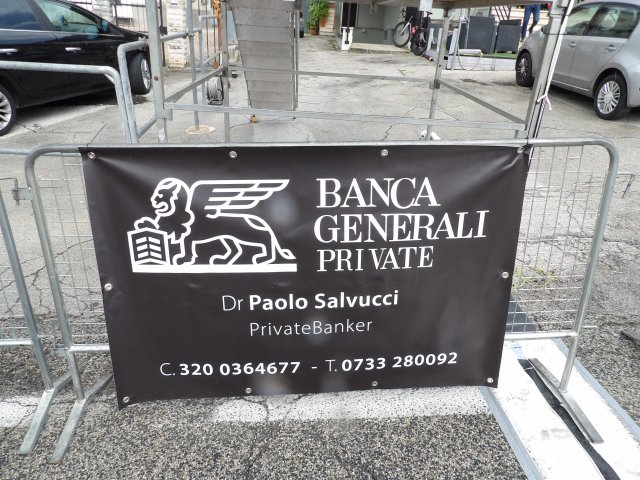 BANCA
GENERALI
PRIVATE
Dr Paolo Salvucci
PrivateBanker
C. 320 0364677 - T. 0733 280092